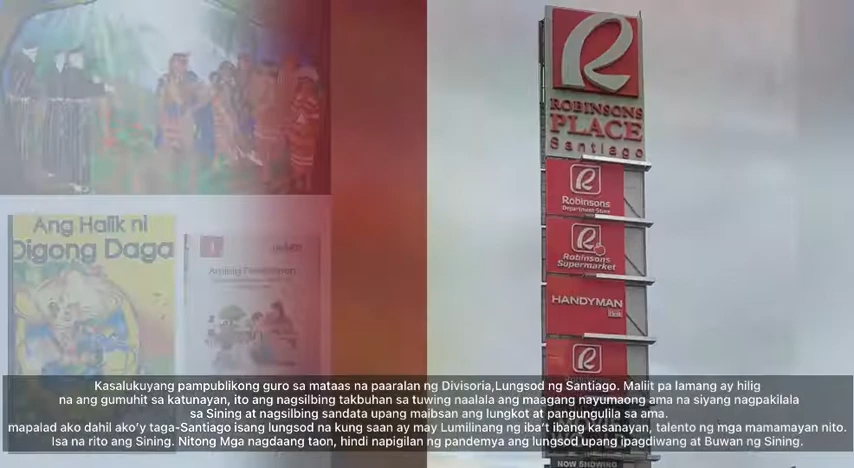 Ang Halik ni
Digong Daga
ROBINSONS
PLACE
Santiago
Robinsons
Department Store
Robinsons
Supermarket
HANDYMAN
NOW SHOWING
Kasalukuyang pampublikong guro sa mataas na paaralan ng Divisoria,Lungsod ng Santiago. Maliit pa lamang ay hilig
na ang gumuhit sa katunayan, ito ang nagsilbing takbuhan sa tuwing naalala ang maagang nayumaong ama na siyang nagpakilala
sa Sining at nagsilbing sandata upang maibsan ang lungkot at pangungulila sa ama.
mapalad ako dahil ako'y taga-Santiago isang lungsod na kung saan ay may Lumilinang ng iba't ibang kasanayan, talento ng mga mamamayan nito.
Isa na rito ang Sining. Nitong Mga nagdaang taon, hindi napigilan ng pandemya ang lungsod upang ipagdiwang at Buwan ng Sining.